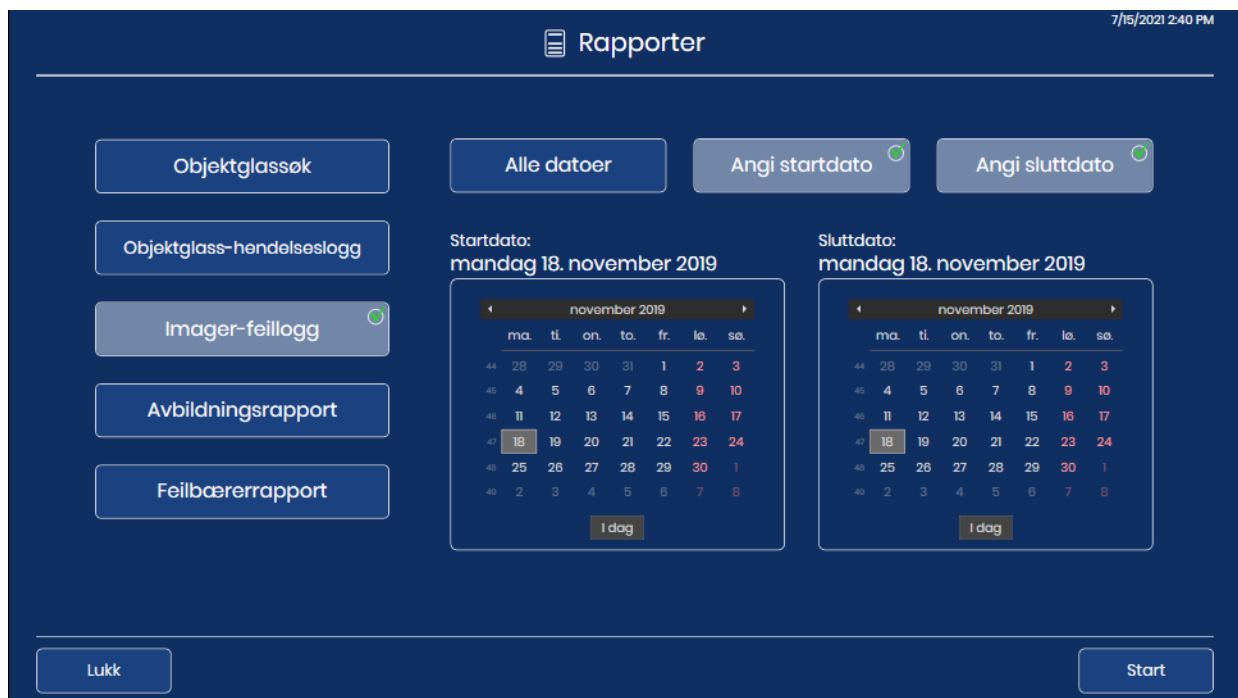 7/15/2021 2:40 PM
Rapporter
Objektglassøk
Objektglass-hendelseslogg
Imager-feillogg
Avbildningsrapport
Feilbærerrapport
Alle datoer
Angi startdato
Angi sluttdato
Startdato:
mandag 18. november 2019
november 2019
ma. ti. on. to. fr. lø. sø.
44 28 29 30 31 1 2 3
45 4 5 6 7 8 9 10
46 11 12 13 14 15 16 17
47 18 19 20 21 22 23 24
48 25 26 27 28 29 30 1
49 2 3 4 5 6 7 8
I dag
Sluttdato:
mandag 18. november 2019
november 2019
ma. ti. on. to. fr. lø. sø.
44 28 29 30 31 1 2 3
45 4 5 6 7 8 9 10
46 11 12 13 14 15 16 17
47 18 19 20 21 22 23 24
48 25 26 27 28 29 30 1
49 2 3 4 5 6 7 8
I dag
Lukk
Start